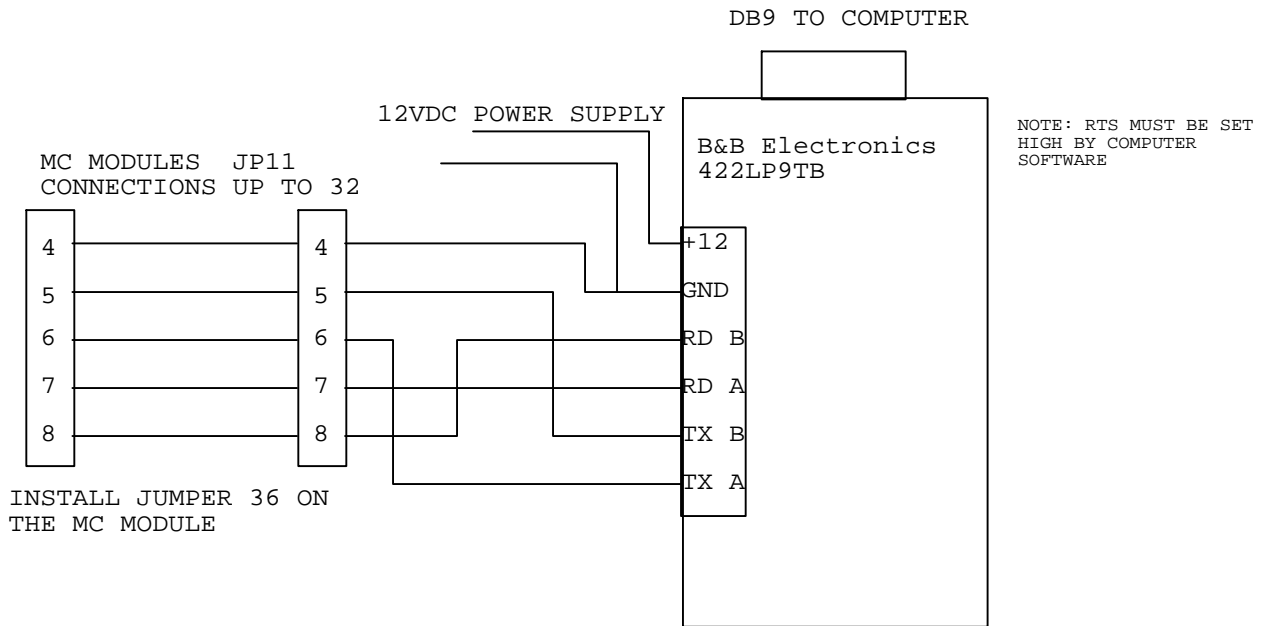 DB9 TO COMPUTER
12VDC POWER SUPPLY
NOTE: RTS MUST BE SET
HIGH BY COMPUTER
SOFTWARE
B&B Electronics
422LP9TB
MC MODULES JP11
CONNECTIONS UP TO 32
4
5
6
7
8
4
5
6
7
8
+12
GND
RD B
RD A
TX B
TX A
INSTALL JUMPER 36 ON
THE MC MODULE